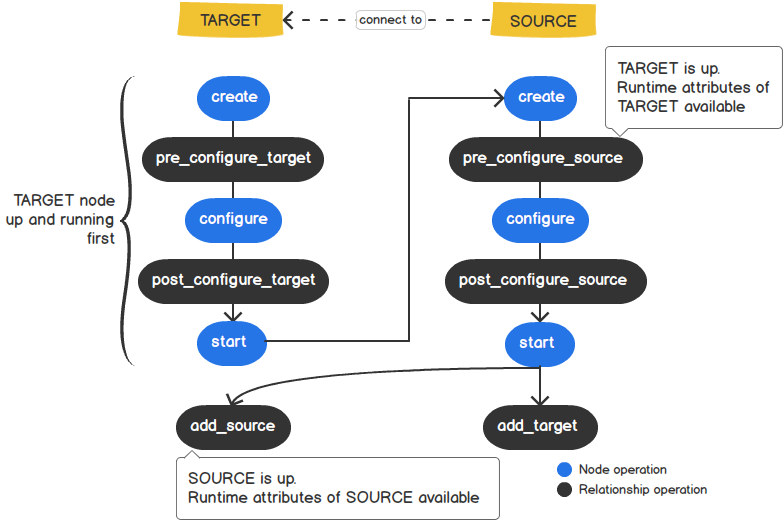 TARGET
connect to
SOURCE
TARGET is up.
Runtime attributes of
TARGET available
create
create
pre_configure_target
pre_configure_source
TARGET node
up and running
first
configure
configure
post_configure_target
post_configure_source
start
start
add_source
add_target
SOURCE is up.
Runtime attributes of SOURCE available
Node operation
Relationship operation